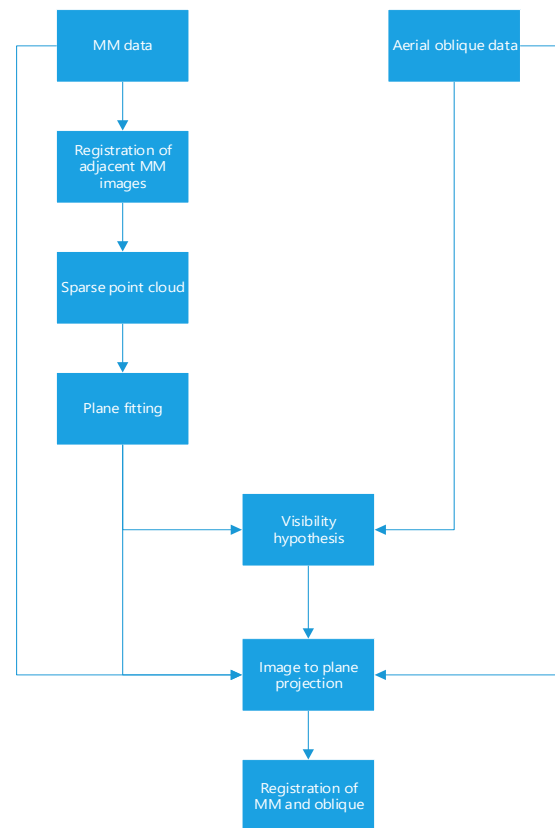 MM data
Aerial oblique data
Registration of
adjacent MM
images
Sparse point cloud
Plane fitting
Visibility
hypothesis
Image to plane
projection
Registration of
MM and oblique